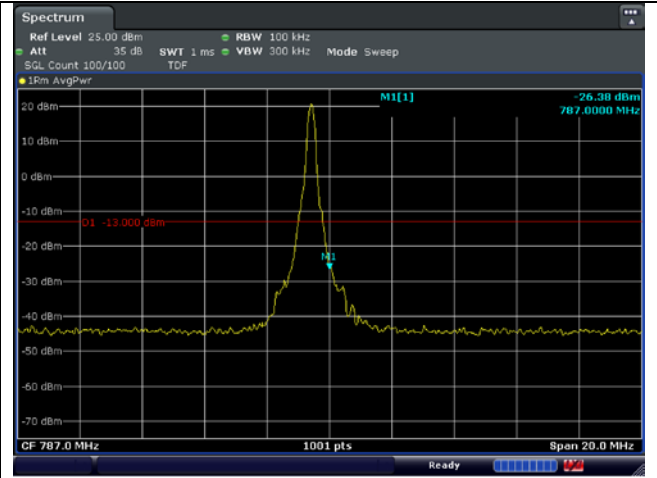 Spectrum
Ref Level 25.00 dBm RBW 100 kHz
Att 35 dB SWT 1 ms VBW 300 kHz Mode Sweep
SGL Count 100/100 TDF
1Rm AvgPwr
M1[1] -26.38 dBm
787.0000 MHz
20 dBm
10 dBm
0 dBm
-10 dBm
D1 -13.000 dBm
-20 dBm
M1
-30 dBm
-40 dBm
-50 dBm
-60 dBm
-70 dBm
CF 787.0 MHz 1001 pts Span 20.0 MHz
Ready